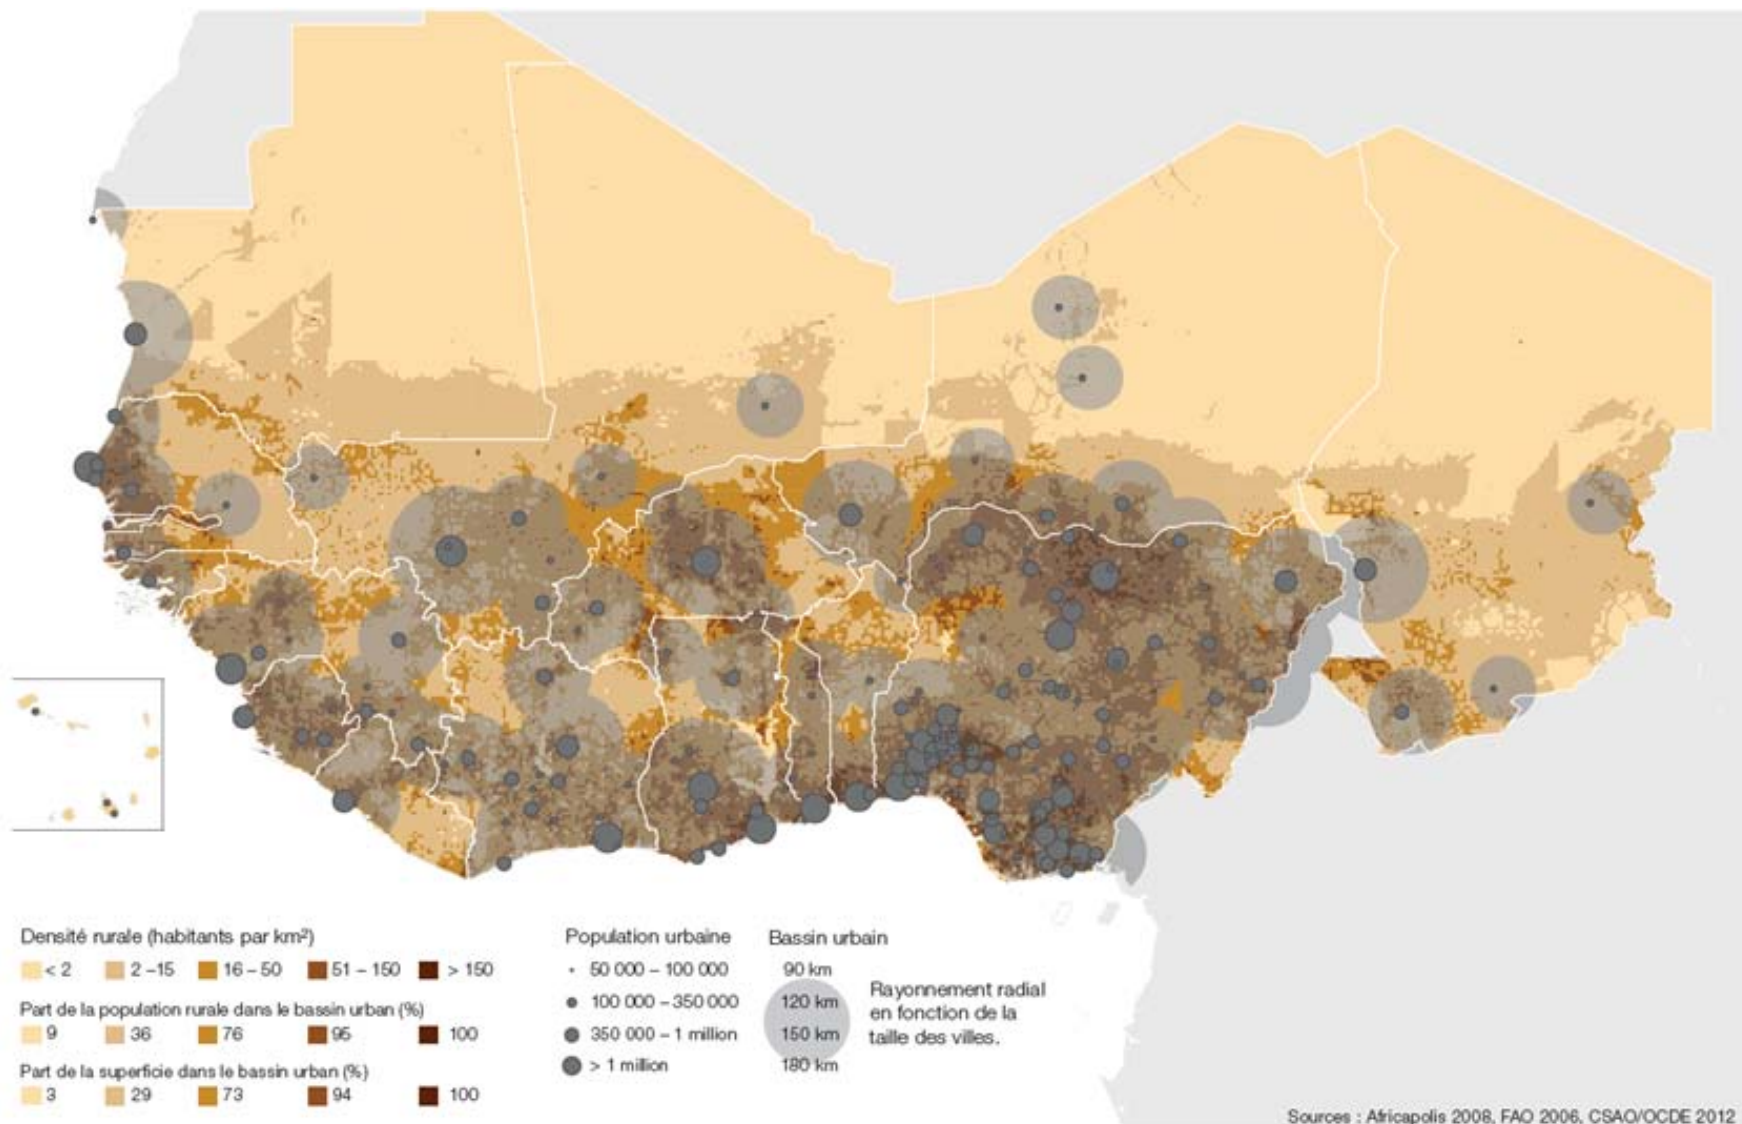 Densité rurale (habitants par km²)
< 2 2 –15 16 – 50 51 – 150 > 150
Part de la population rurale dans le bassin urban (%)
9 36 76 95 100
Part de la superficie dans le bassin urban (%)
3 29 73 94 100
Population urbaine
50 000 – 100 000
100 000 – 350 000
350 000 – 1 million
> 1 million
Bassin urbain
90 km
120 km
150 km
180 km
Rayonnement radial
en fonction de la
taille des villes.
Sources : Africapolis 2008, FAO 2006, CSAO/OCDE 2012